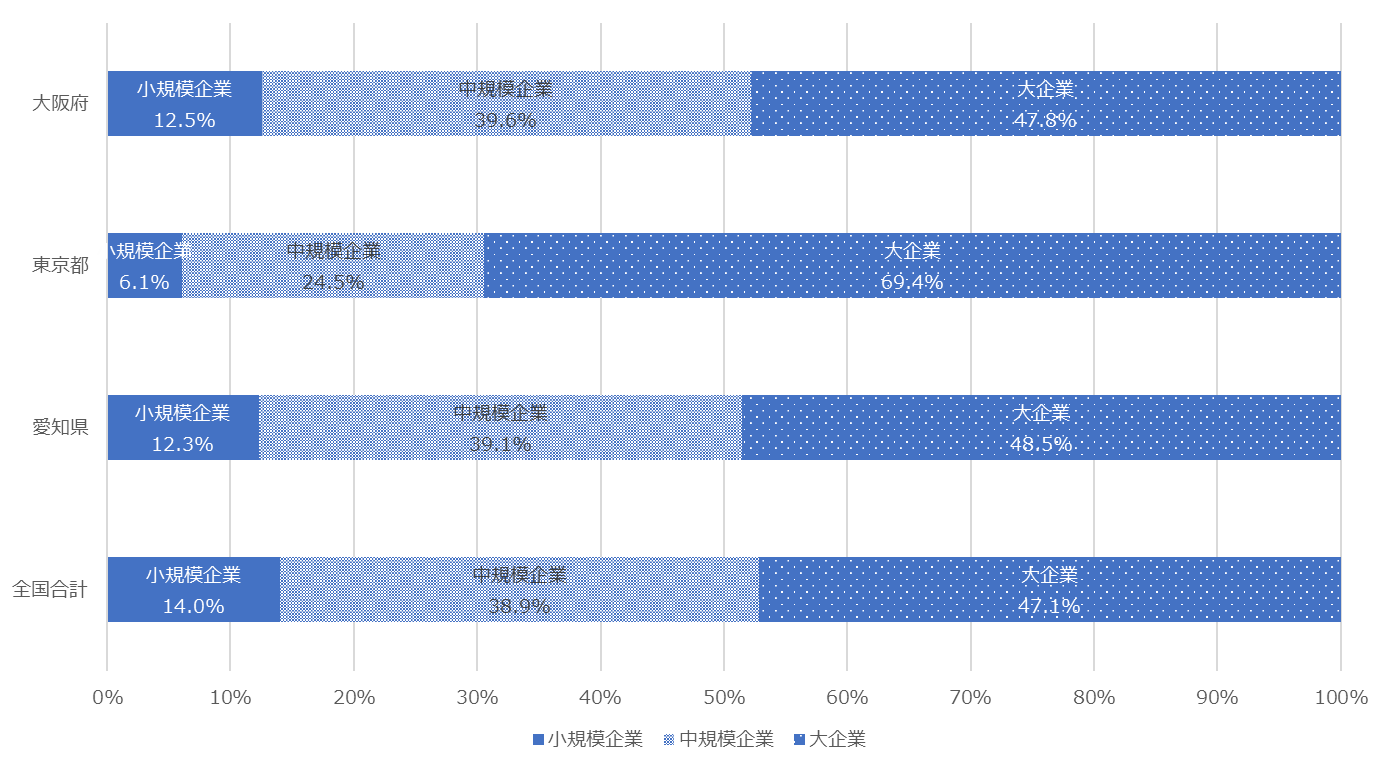 大阪府
小規模企業
12.5%
中規模企業
39.6%
大企業
47.8%
東京都
小規模企業
6.1%
中規模企業
24.5%
大企業
69.4%
愛知県
小規模企業
12.3%
中規模企業
39.1%
大企業
48.5%
全国合計
小規模企業
14.0%
中規模企業
38.9%
大企業
47.1%
0% 10% 20% 30% 40% 50% 60% 70% 80% 90% 100%
小規模企業 中規模企業 大企業